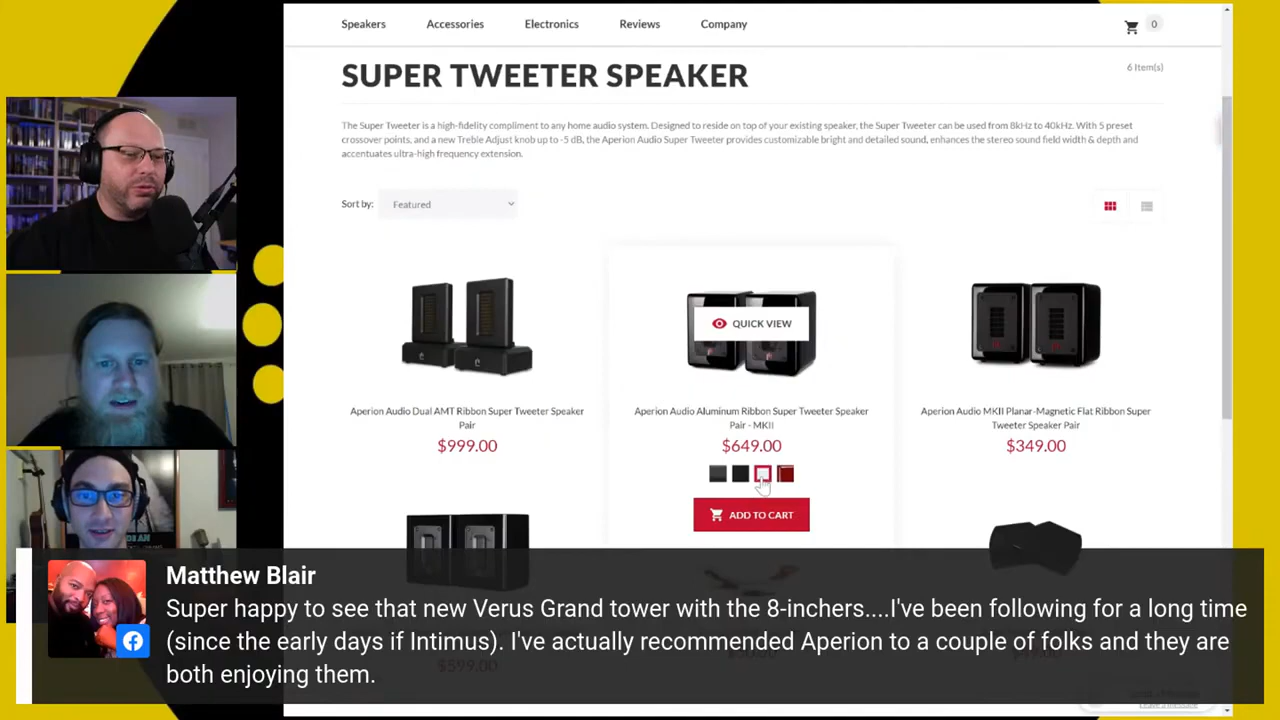 Speakers
Accessories
Electronics
Reviews
Company
0
SUPER TWEETER SPEAKER
6 Item(s)
The Super Tweeter is a high-fidelity compliment to any home audio system. Designed to reside on top of your existing speaker, the Super Tweeter can be used from 8kHz to 40kHz. With 5 preset
crossover points, and a new Treble Adjust knob up to -5 dB, the Aperion Audio Super Tweeter provides customizable bright and detailed sound, enhances the stereo sound field width & depth and
accentuates ultra-high frequency extension.
Sort by:
Featured
QUICK VIEW
Aperion Audio Dual AMT Ribbon Super Tweeter Speaker
Pair
$999.00
Aperion Audio Aluminum Ribbon Super Tweeter Speaker
Pair - MKII
$649.00
Aperion Audio MKII Planar-Magnetic Flat Ribbon Super
Tweeter Speaker Pair
$349.00
ADD TO CART
Matthew Blair
Super happy to see that new Verus Grand tower with the 8-inchers....I've been following for a long time
(since the early days if Intimus). I've actually recommended Aperion to a couple of folks and they are
both enjoying them.
$599.00
Leave a message